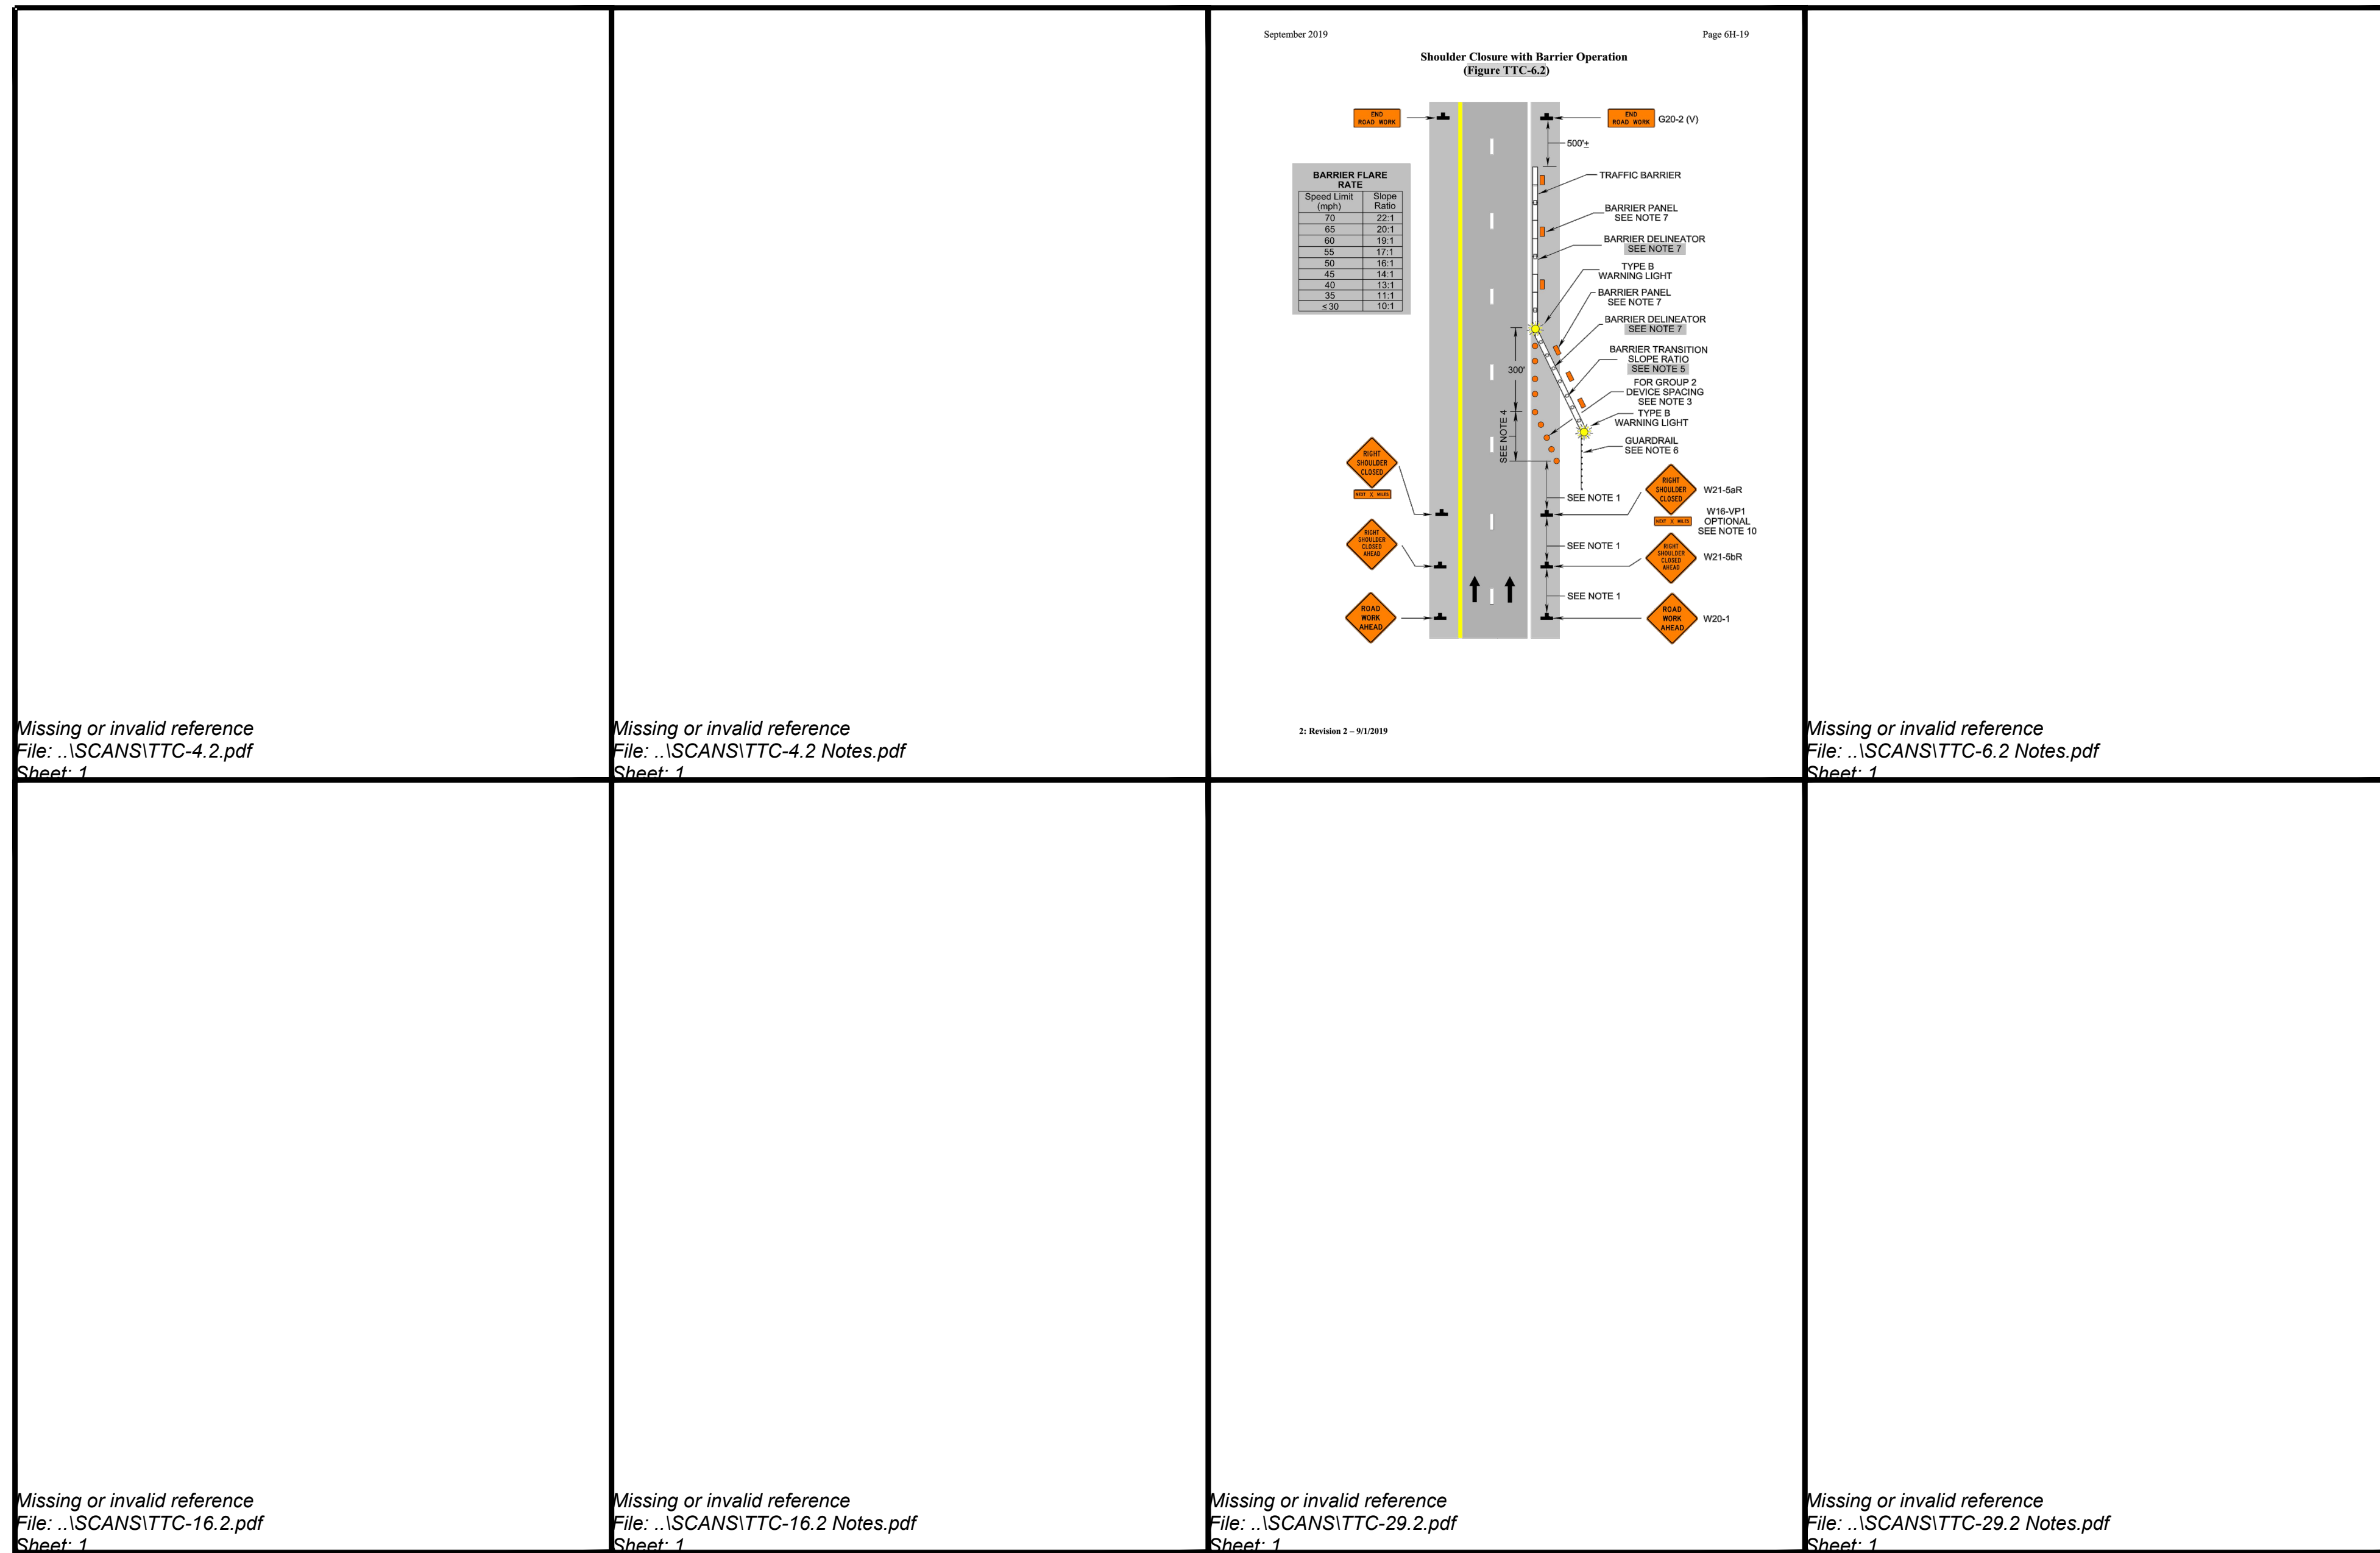 September 2019
Page 6H-19
Shoulder Closure with Barrier Operation
(Figure TTC-6.2)
END
ROAD WORK
END
ROAD WORK
G20-2 (V)
500'±
BARRIER FLARE
RATE
Speed Limit
(mph)
Slope
Ratio
70 22:1
65 20:1
60 19:1
55 17:1
50 16:1
45 14:1
40 13:1
35 11:1
≤ 30 10:1
TRAFFIC BARRIER
BARRIER PANEL
SEE NOTE 7
BARRIER DELINEATOR
SEE NOTE 7
TYPE B
WARNING LIGHT
BARRIER PANEL
SEE NOTE 7
BARRIER DELINEATOR
SEE NOTE 7
BARRIER TRANSITION
SLOPE RATIO
SEE NOTE 5
300'
FOR GROUP 2
DEVICE SPACING
SEE NOTE 3
TYPE B
WARNING LIGHT
SEE NOTE 4
GUARDRAIL
SEE NOTE 6
RIGHT
SHOULDER
CLOSED
NEXT X MILES
SEE NOTE 1
RIGHT
SHOULDER
CLOSED
W21-5aR
NEXT X MILES
W16-VP1
OPTIONAL
SEE NOTE 10
RIGHT
SHOULDER
CLOSED
AHEAD
SEE NOTE 1
RIGHT
SHOULDER
CLOSED
AHEAD
W21-5bR
SEE NOTE 1
ROAD
WORK
AHEAD
ROAD
WORK
AHEAD
W20-1
2: Revision 2 – 9/1/2019
Missing or invalid reference
File: ..\SCANS\TTC-4.2.pdf
Sheet: 1
Missing or invalid reference
File: ..\SCANS\TTC-4.2 Notes.pdf
Sheet: 1
Missing or invalid reference
File: ..\SCANS\TTC-6.2 Notes.pdf
Sheet: 1
Missing or invalid reference
File: ..\SCANS\TTC-16.2.pdf
Sheet: 1
Missing or invalid reference
File: ..\SCANS\TTC-16.2 Notes.pdf
Sheet: 1
Missing or invalid reference
File: ..\SCANS\TTC-29.2.pdf
Sheet: 1
Missing or invalid reference
File: ..\SCANS\TTC-29.2 Notes.pdf
Sheet: 1